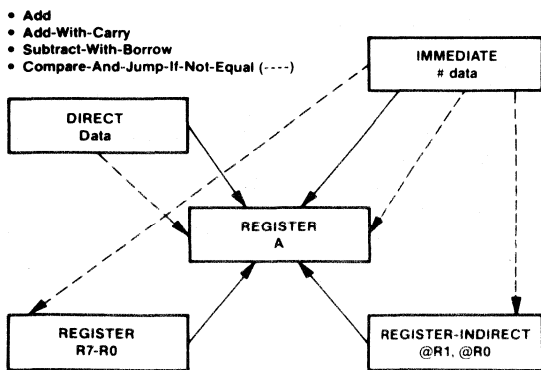 • Add
• Add-With-Carry
• Subtract-With-Borrow
• Compare-And-Jump-If-Not-Equal (----)
IMMEDIATE
# data
DIRECT
Data
REGISTER
A
REGISTER
R7-R0
REGISTER-INDIRECT
@R1, @R0